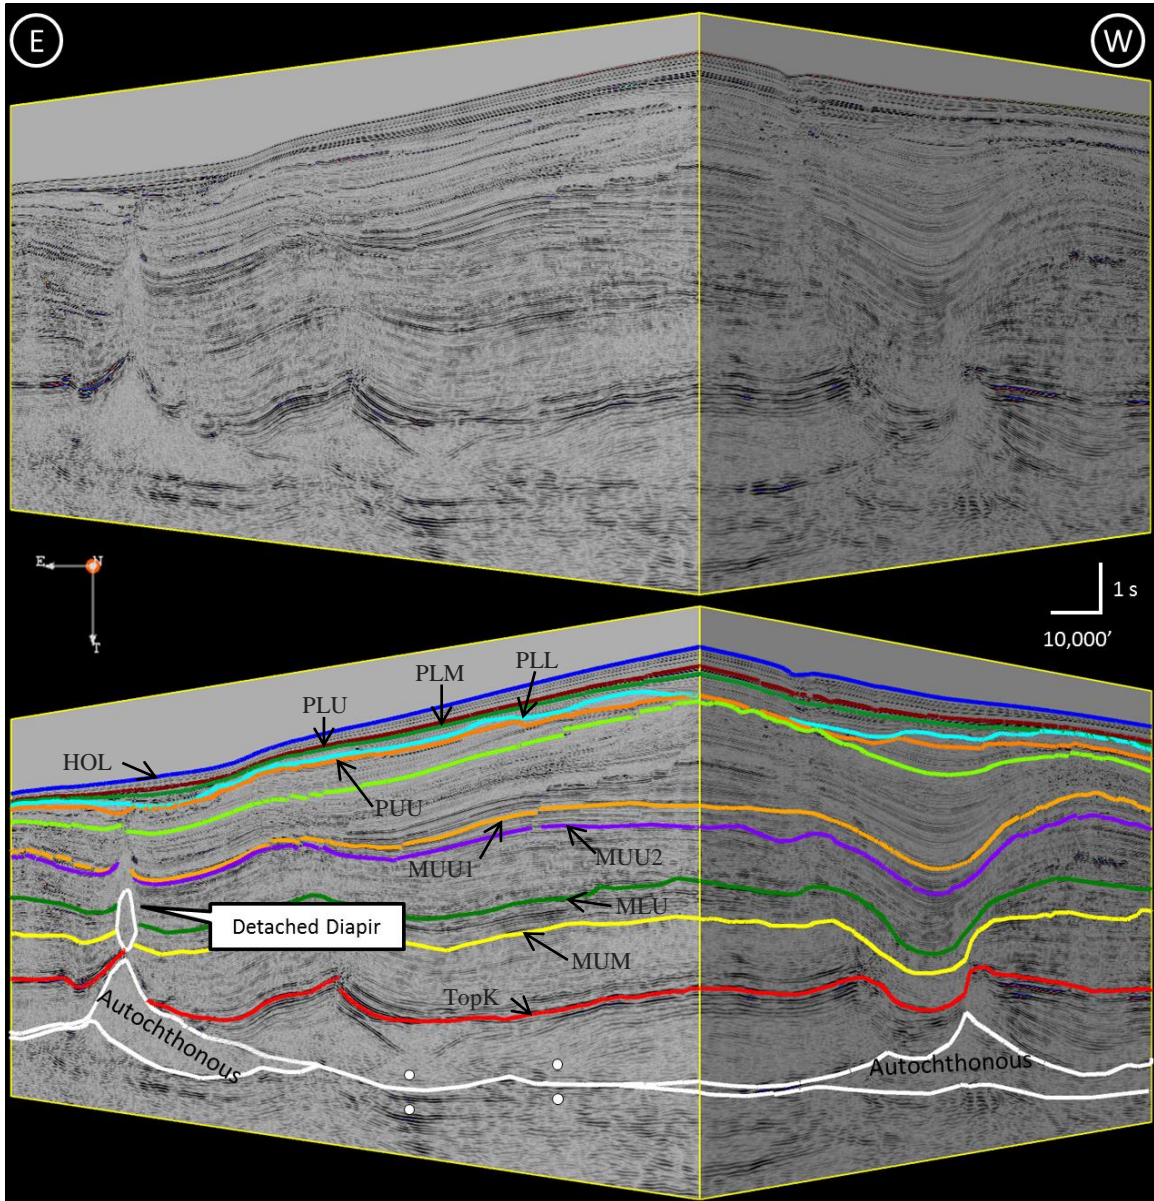 E
W
E
N
T
1 s
10,000’
PLL
PLM
PLU
HOL
PUU
MUU1
MUU2
MLU
Detached Diapir
MUM
TopK
Autochthonous
Autochthonous